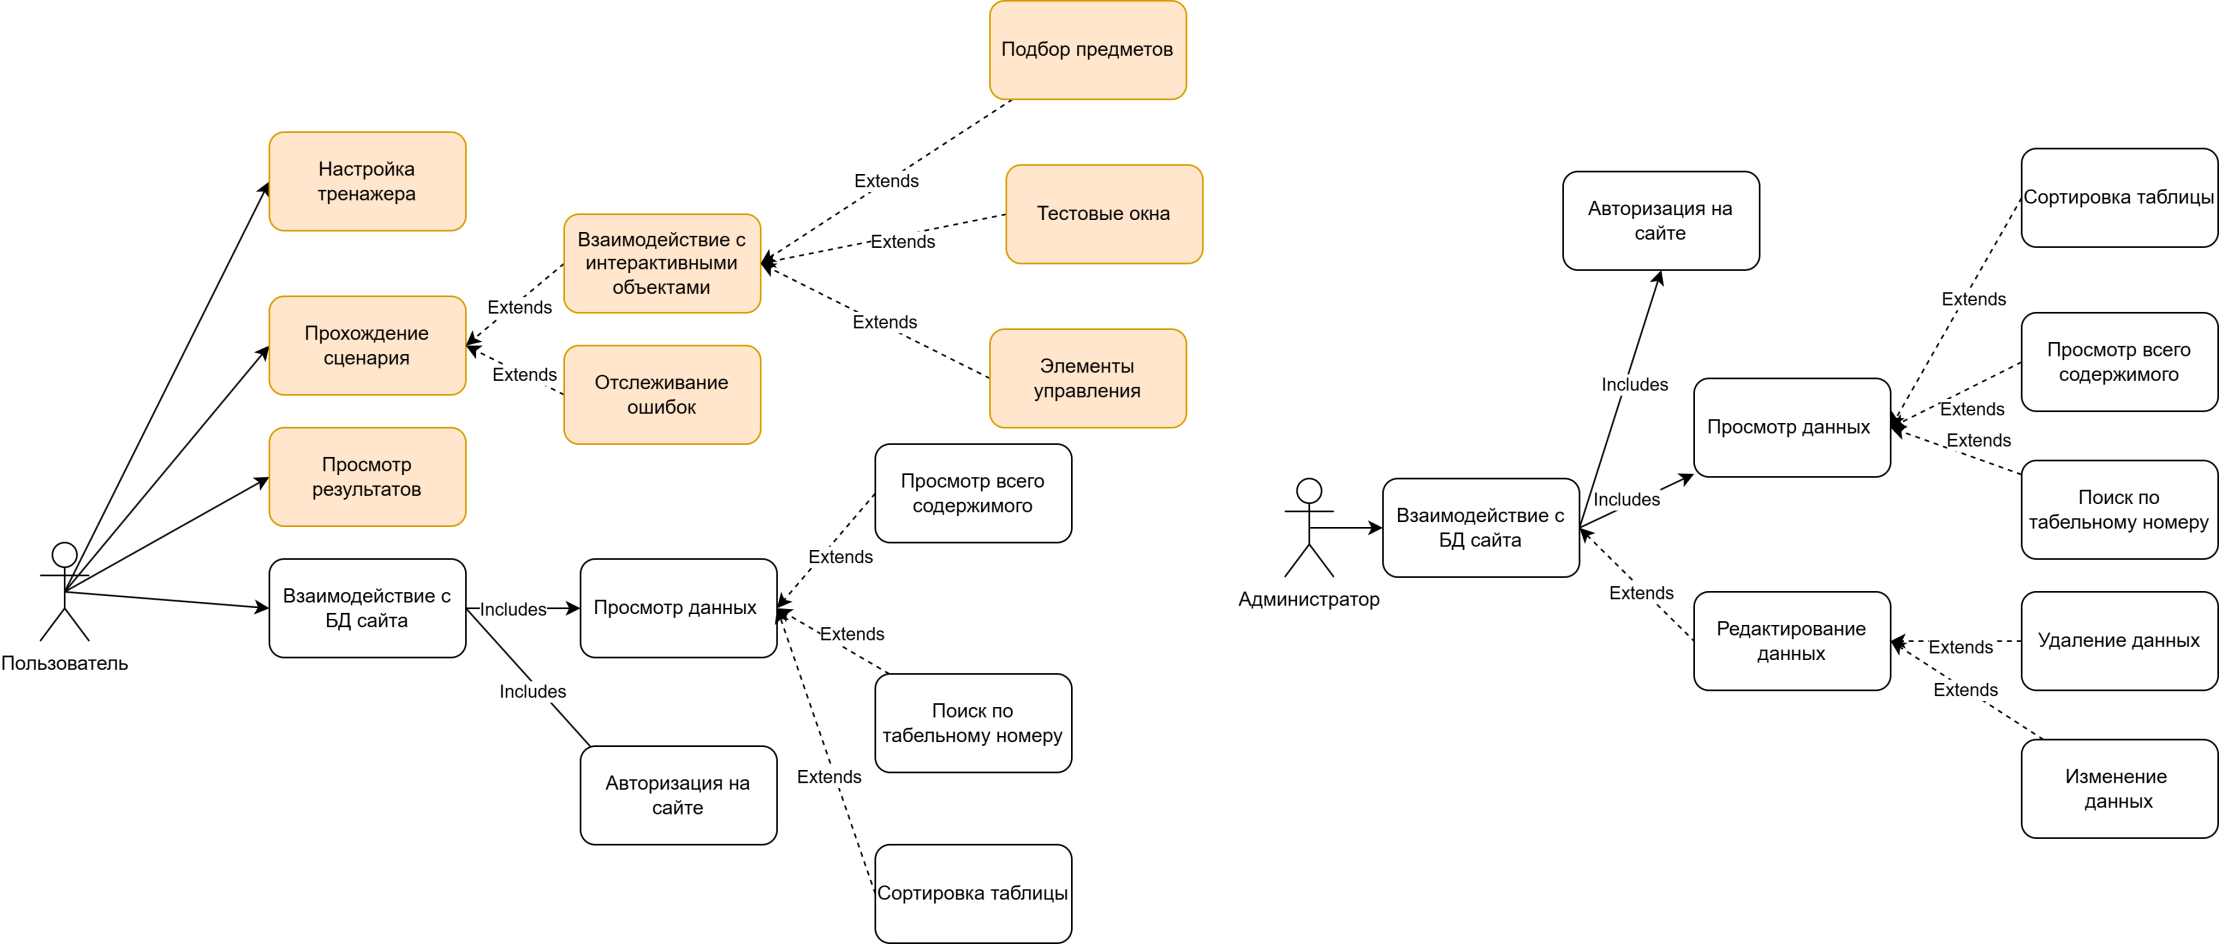 Подбор предметов
Настройка
тренажера
Extends
Тестовые окна
Взаимодействие с
интерактивными
объектами
Extends
Extends
Extends
Прохождение
сценария
Extends
Отслеживание
ошибок
Элементы
управления
Просмотр
результатов
Просмотр всего
содержимого
Extends
Взаимодействие с
БД сайта
Includes
Просмотр данных
Extends
Пользователь
Includes
Поиск по
табельному номеру
Extends
Авторизация на
сайте
Сортировка таблицы
Авторизация на
сайте
Сортировка таблицы
Extends
Просмотр всего
содержимого
Includes
Extends
Просмотр данных
Extends
Includes
Поиск по
табельному номеру
Взаимодействие с
БД сайта
Администратор
Extends
Редактирование
данных
Extends
Удаление данных
Extends
Изменение
данных